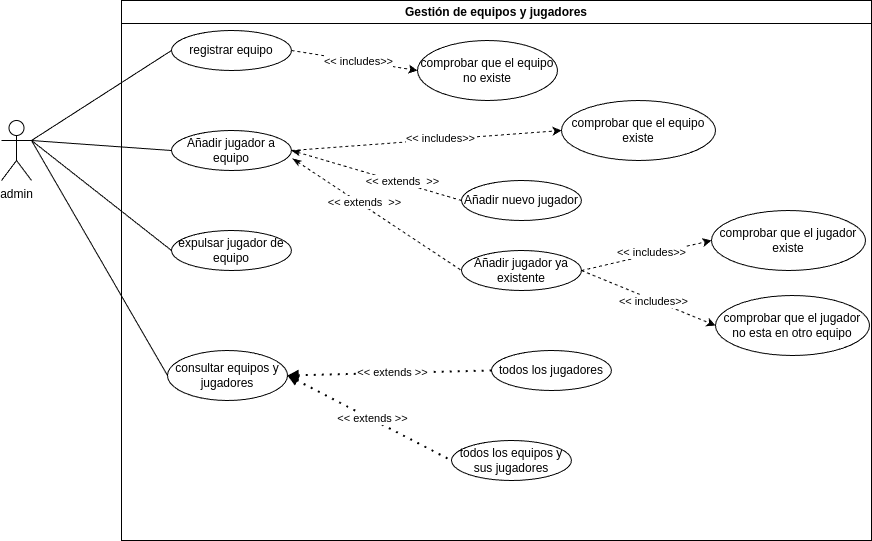 Gestión de equipos y jugadores
registrar equipo
<< includes>>
comprobar que el equipo
no existe
admin
Añadir jugador a
equipo
<< includes>>
comprobar que el equipo
existe
<< extends  >>
Añadir nuevo jugador
<< extends  >>
Añadir jugador ya
existente
<< includes>>
comprobar que el jugador
existe
<< includes>>
comprobar que el jugador
no esta en otro equipo
expulsar jugador de
equipo
consultar equipos y
jugadores
<< extends >>
todos los jugadores
<< extends >>
todos los equipos y
sus jugadores